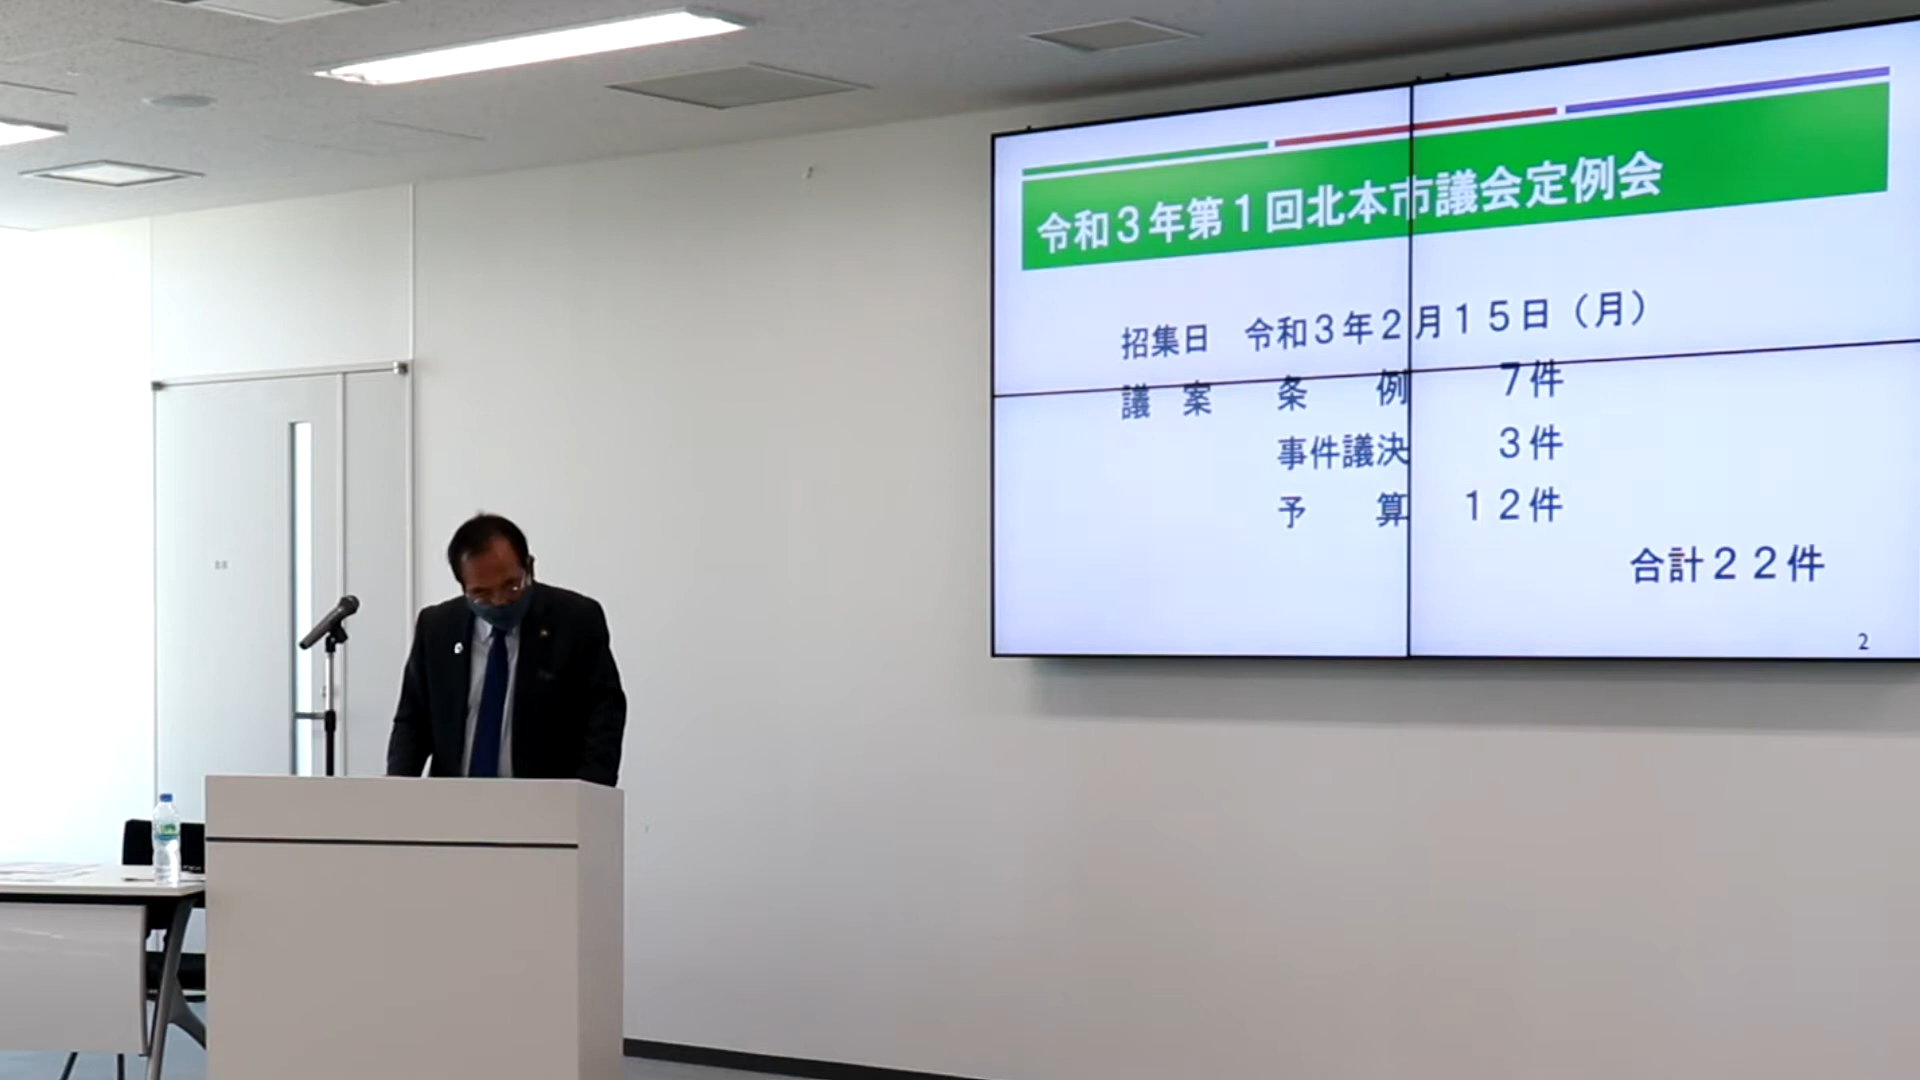 令和３年第１回北本市議会定例会
招集日　令和３年２月１５日（月）
議　案　　条　　例　　　７件
事件議決　　　３件
予　　算　　１２件
合計２２件
2